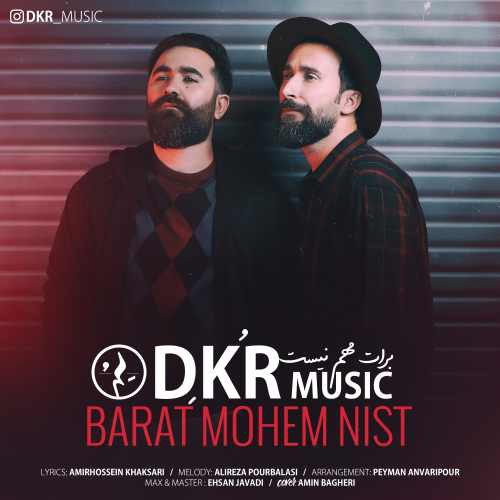 DKR_MUSIC
برات مهم نیست
DKR MUSIC
BARAT MOHEM NIST
LYRICS: AMIRHOSSEIN KHAKSARI / MELODY: ALIREZA POURBALASI / ARRANGEMENT: PEYMAN ANVARIPOUR
MAX & MASTER : EHSAN JAVADI / cover: AMIN BAGHERI